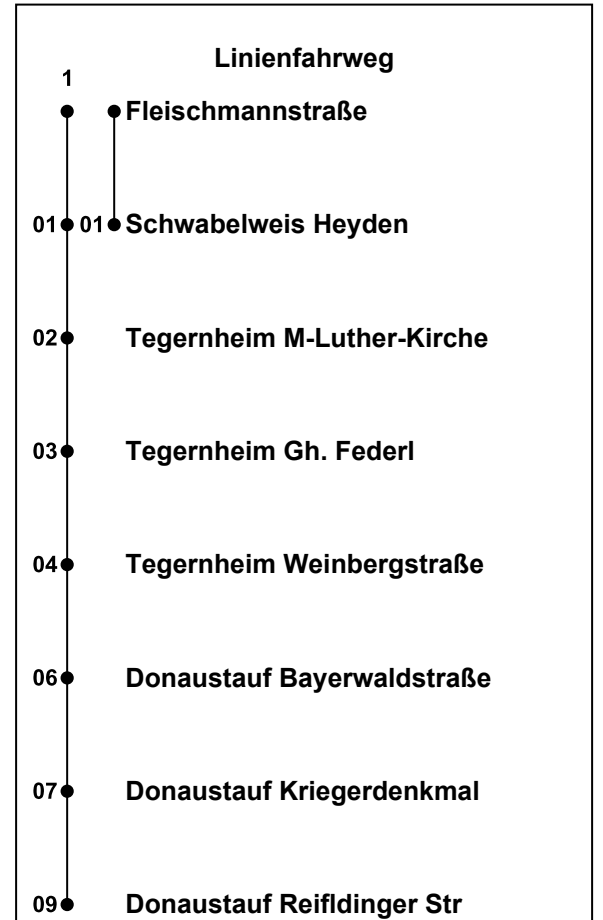 Linienfahrweg
1
Fleischmannstraße
01 01 Schwabelweis Heyden
02 Tegernheim M-Luther-Kirche
03 Tegernheim Gh. Federl
04 Tegernheim Weinbergstraße
06 Donaustauf Bayerwaldstraße
07 Donaustauf Kriegerdenkmal
09 Donaustauf Reifldinger Str